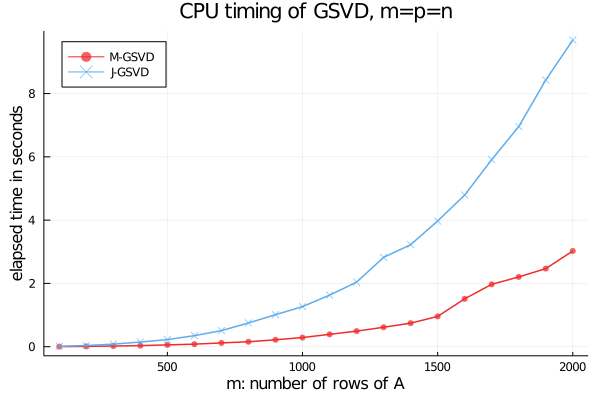 CPU timing of GSVD, m=p=n
M-GSVD
J-GSVD
elapsed time in seconds
8
6
4
2
0
500
1000
1500
2000
m: number of rows of A